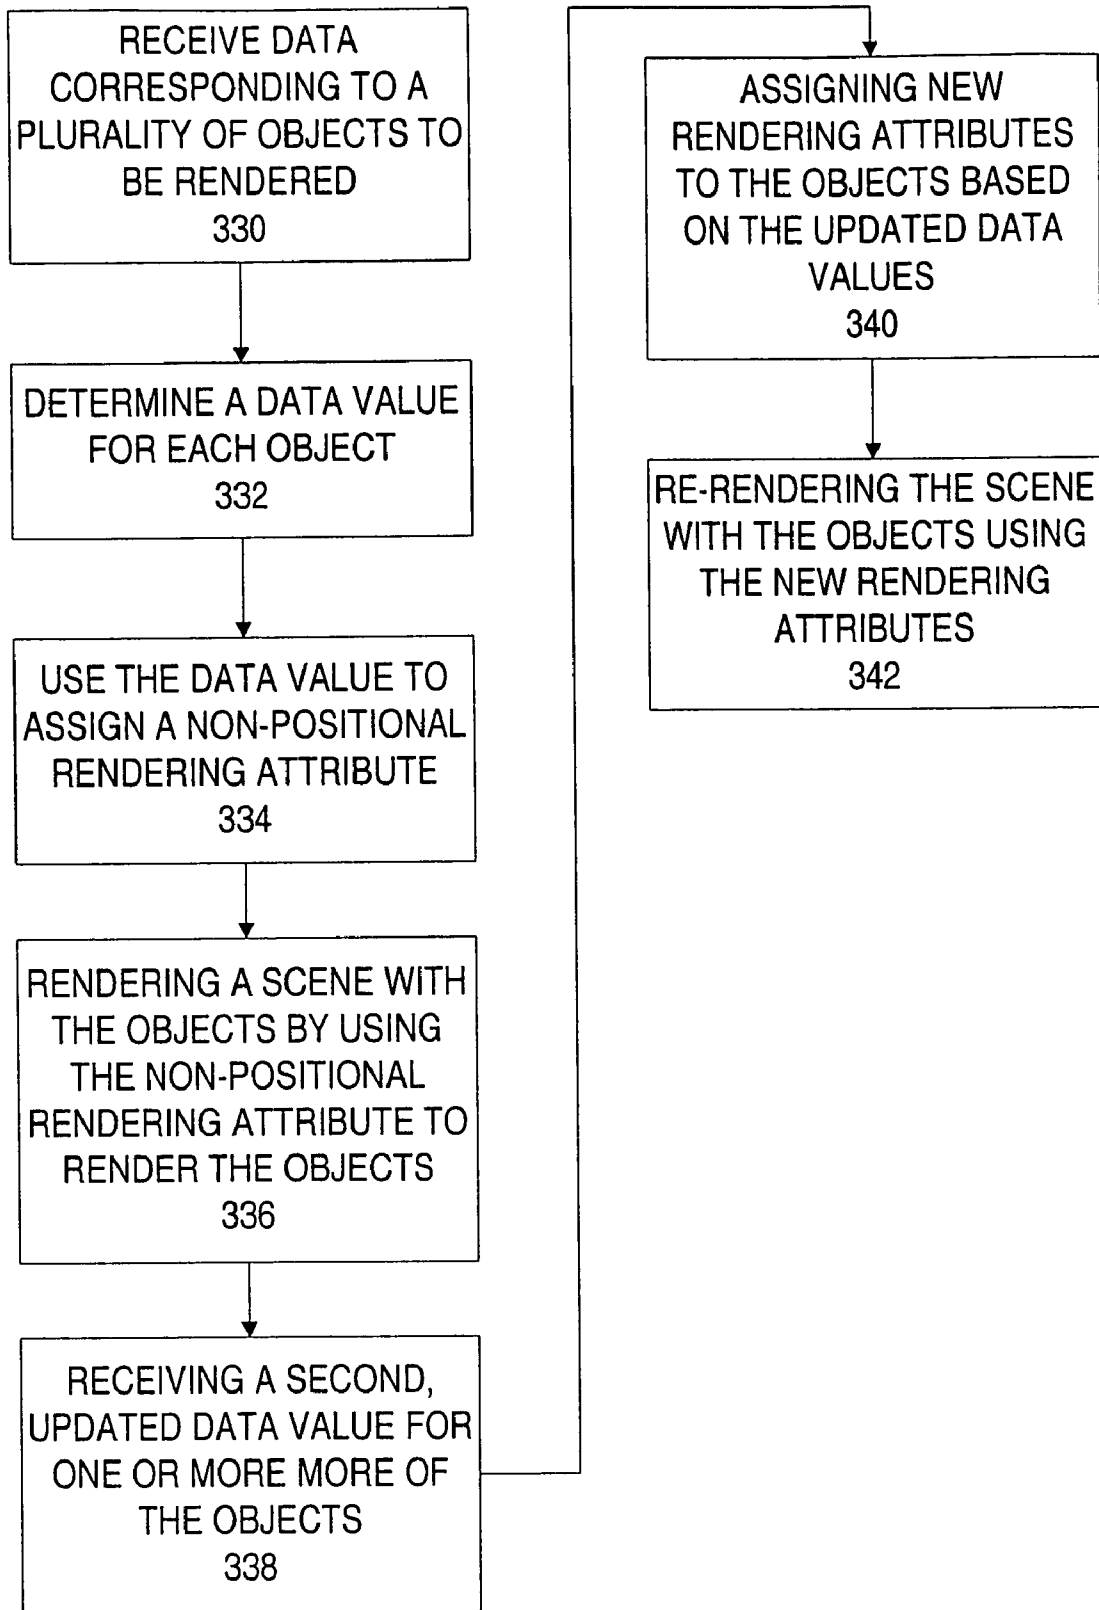 RECEIVE DATA
CORRESPONDING TO A
PLURALITY OF OBJECTS TO
BE RENDERED
330
DETERMINE A DATA VALUE
FOR EACH OBJECT
332
USE THE DATA VALUE TO
ASSIGN A NON-POSITIONAL
RENDERING ATTRIBUTE
334
RENDERING A SCENE WITH
THE OBJECTS BY USING
THE NON-POSITIONAL
RENDERING ATTRIBUTE TO
RENDER THE OBJECTS
336
RECEIVING A SECOND,
UPDATED DATA VALUE FOR
ONE OR MORE MORE OF
THE OBJECTS
338
ASSIGNING NEW
RENDERING ATTRIBUTES
TO THE OBJECTS BASED
ON THE UPDATED DATA
VALUES
340
RE-RENDERING THE SCENE
WITH THE OBJECTS USING
THE NEW RENDERING
ATTRIBUTES
342